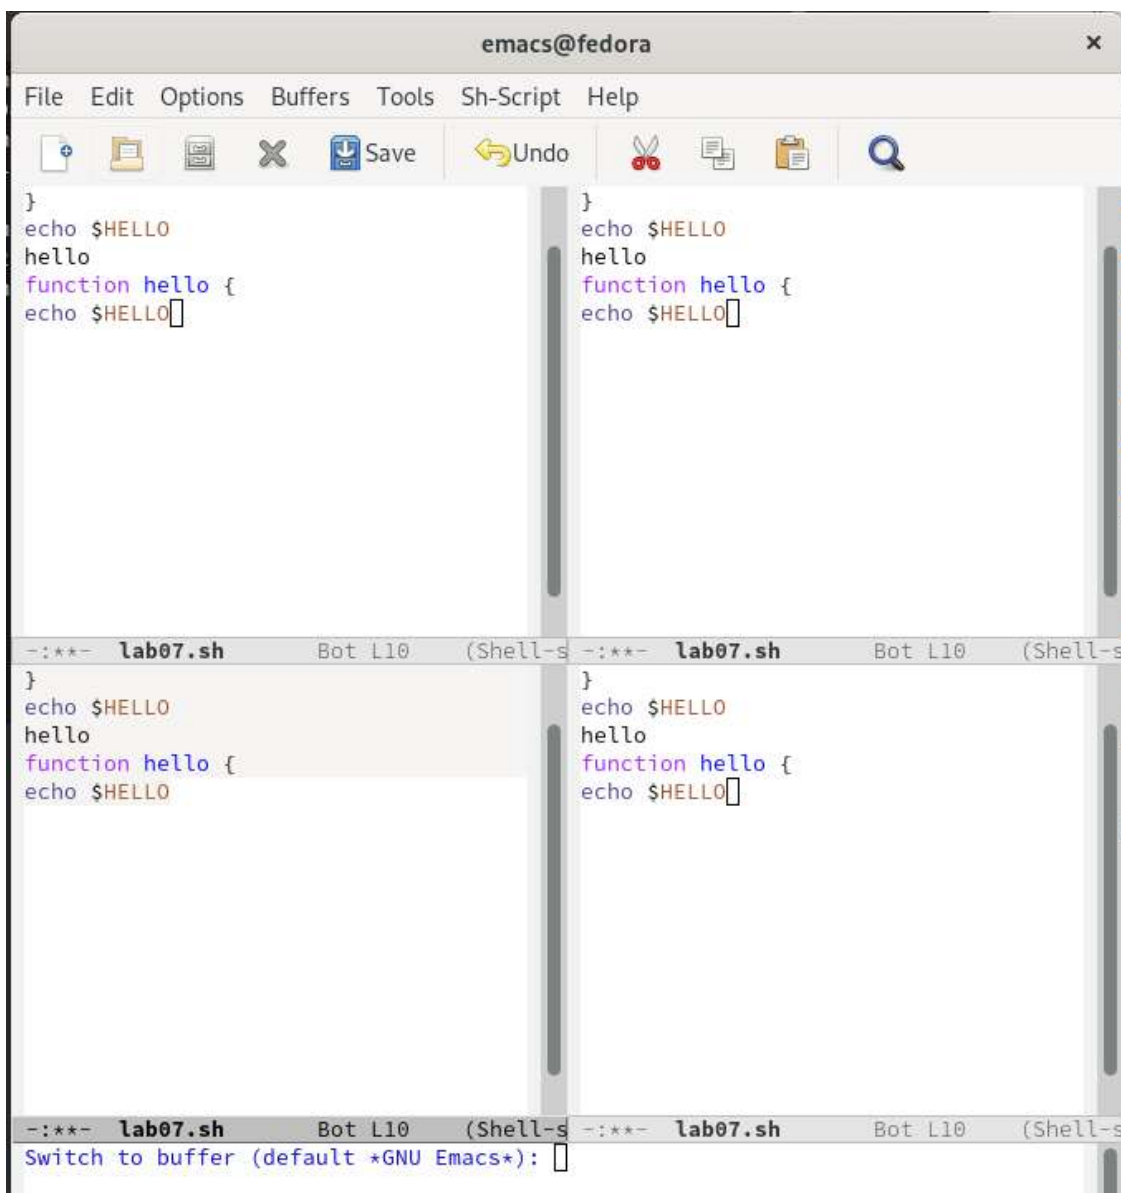 emacs@fedora
File Edit Options Buffers Tools Sh-Script Help
Save Undo
}
echo $HELLO
hello
function hello {
echo $HELLO
-:**- lab07.sh Bot L10 (Shell-s
}
echo $HELLO
hello
function hello {
echo $HELLO
-:**- lab07.sh Bot L10 (Shell-s
}
echo $HELLO
hello
function hello {
echo $HELLO
-:**- lab07.sh Bot L10 (Shell-s
}
echo $HELLO
hello
function hello {
echo $HELLO
-:**- lab07.sh Bot L10 (Shell-s
Switch to buffer (default *GNU Emacs*):